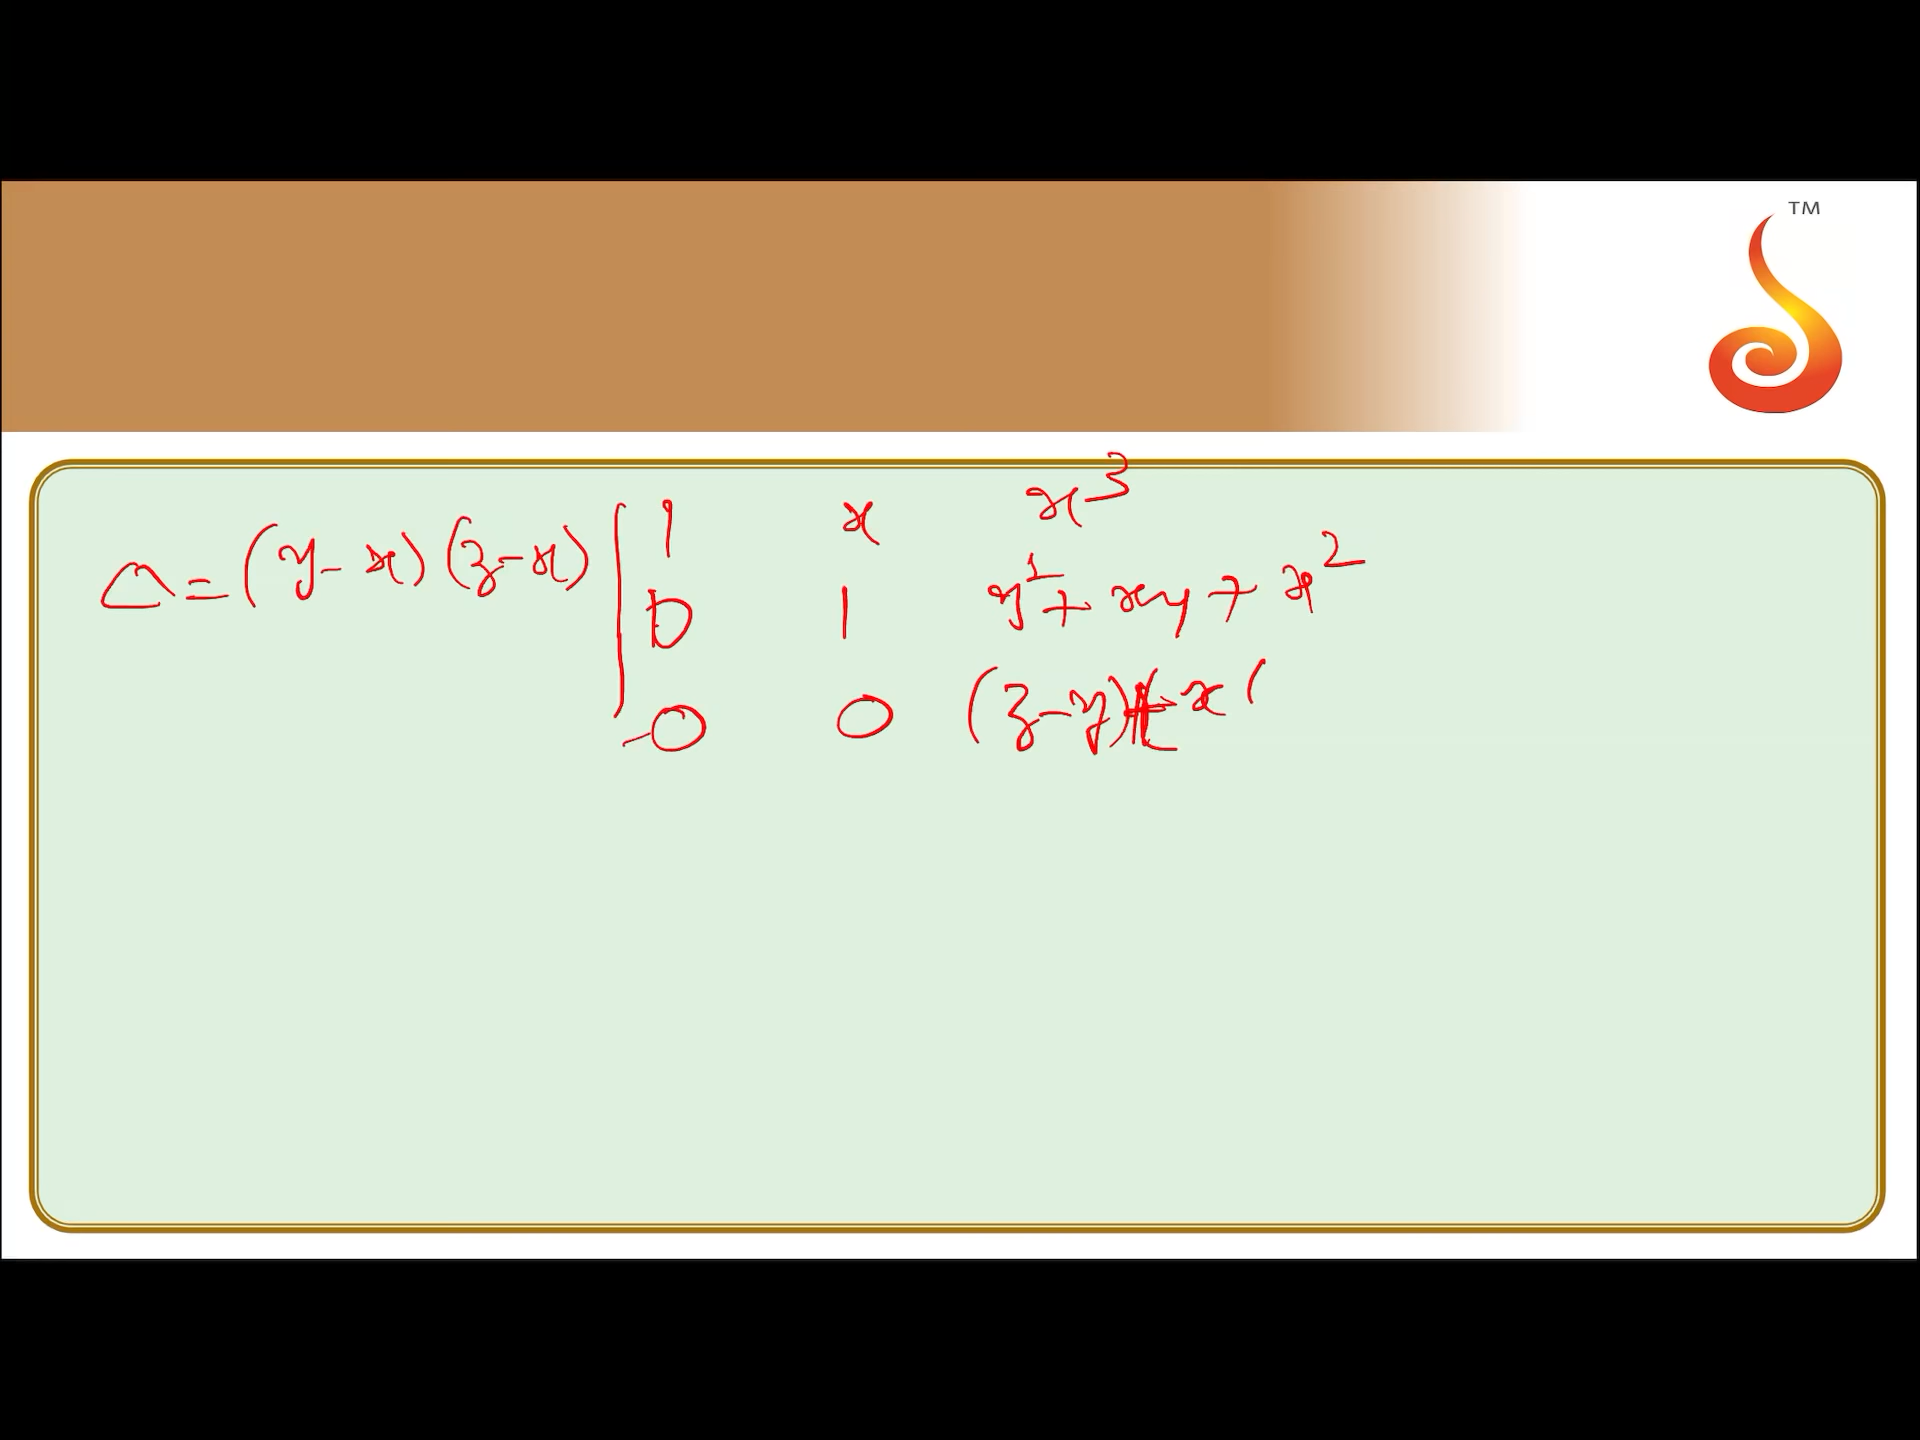 TM
1 x x³
Δ = (y - x) (z - x) | 0 1 y² + xy + x²
0 0 (z - y) + x (